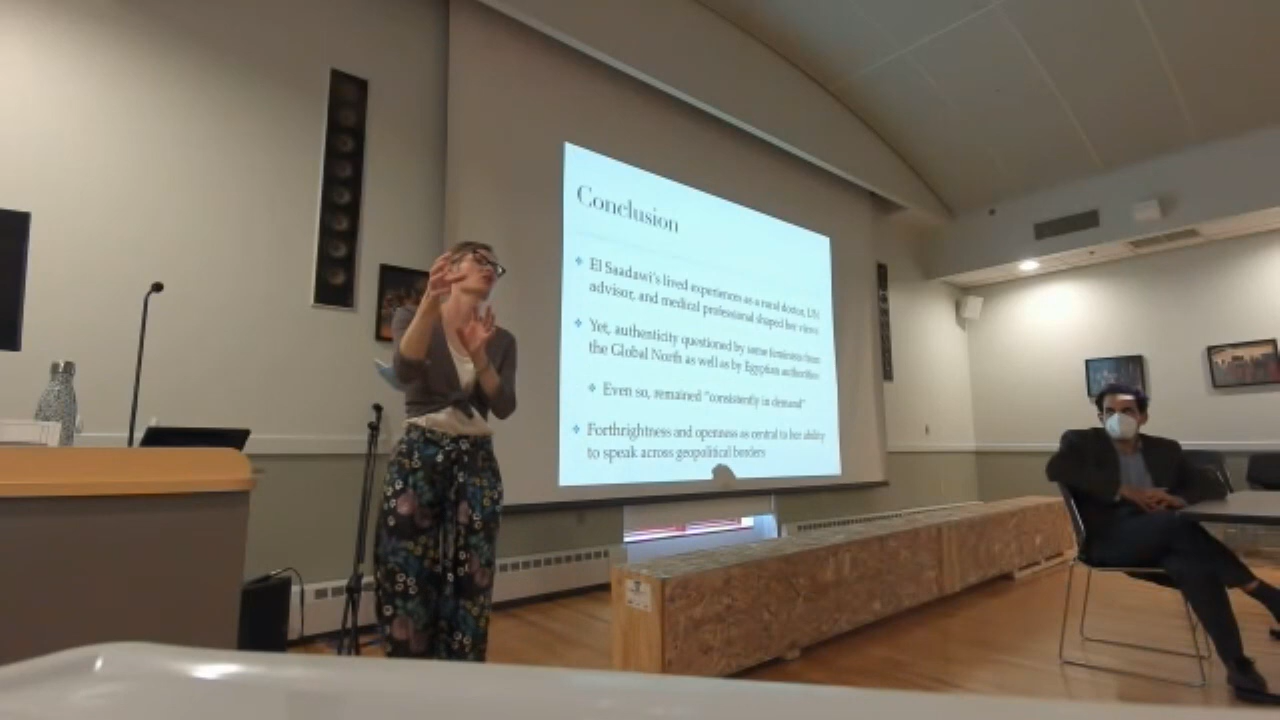 Conclusion
El Saadawi's lived experiences as a rural doctor, UN
advisor, and medical professional shaped her views
Yet, authenticity questioned by some feminists from
the Global North as well as by Egyptian authorities
Even so, remained "consistently in demand"
Forthrightness and openness as central to her ability
to speak across geopolitical borders